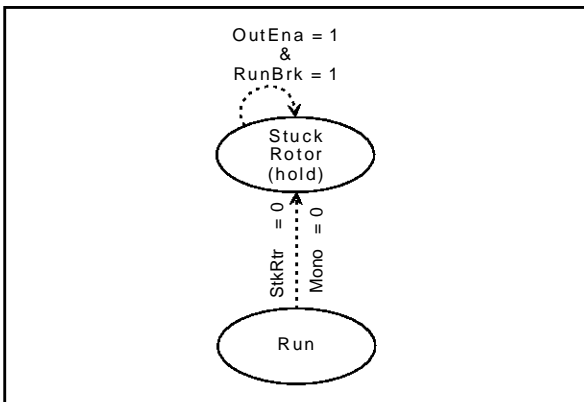 OutEna = 1
&
RunBrk = 1
Stuck
Rotor
(hold)
StkRtr = 0
Mono = 0
Run